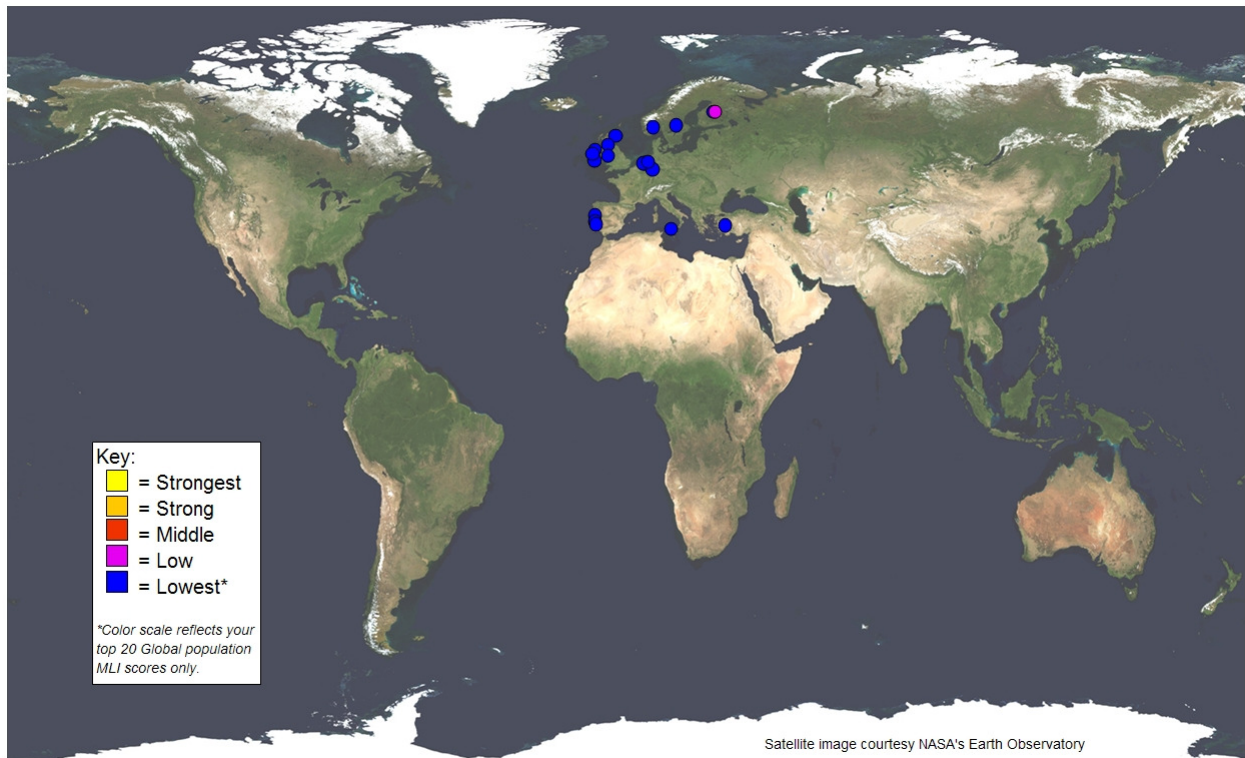 Key:
= Strongest
= Strong
= Middle
= Low
= Lowest*
*Color scale reflects your
top 20 Global population
MLI scores only.
Satellite image courtesy NASA's Earth Observatory